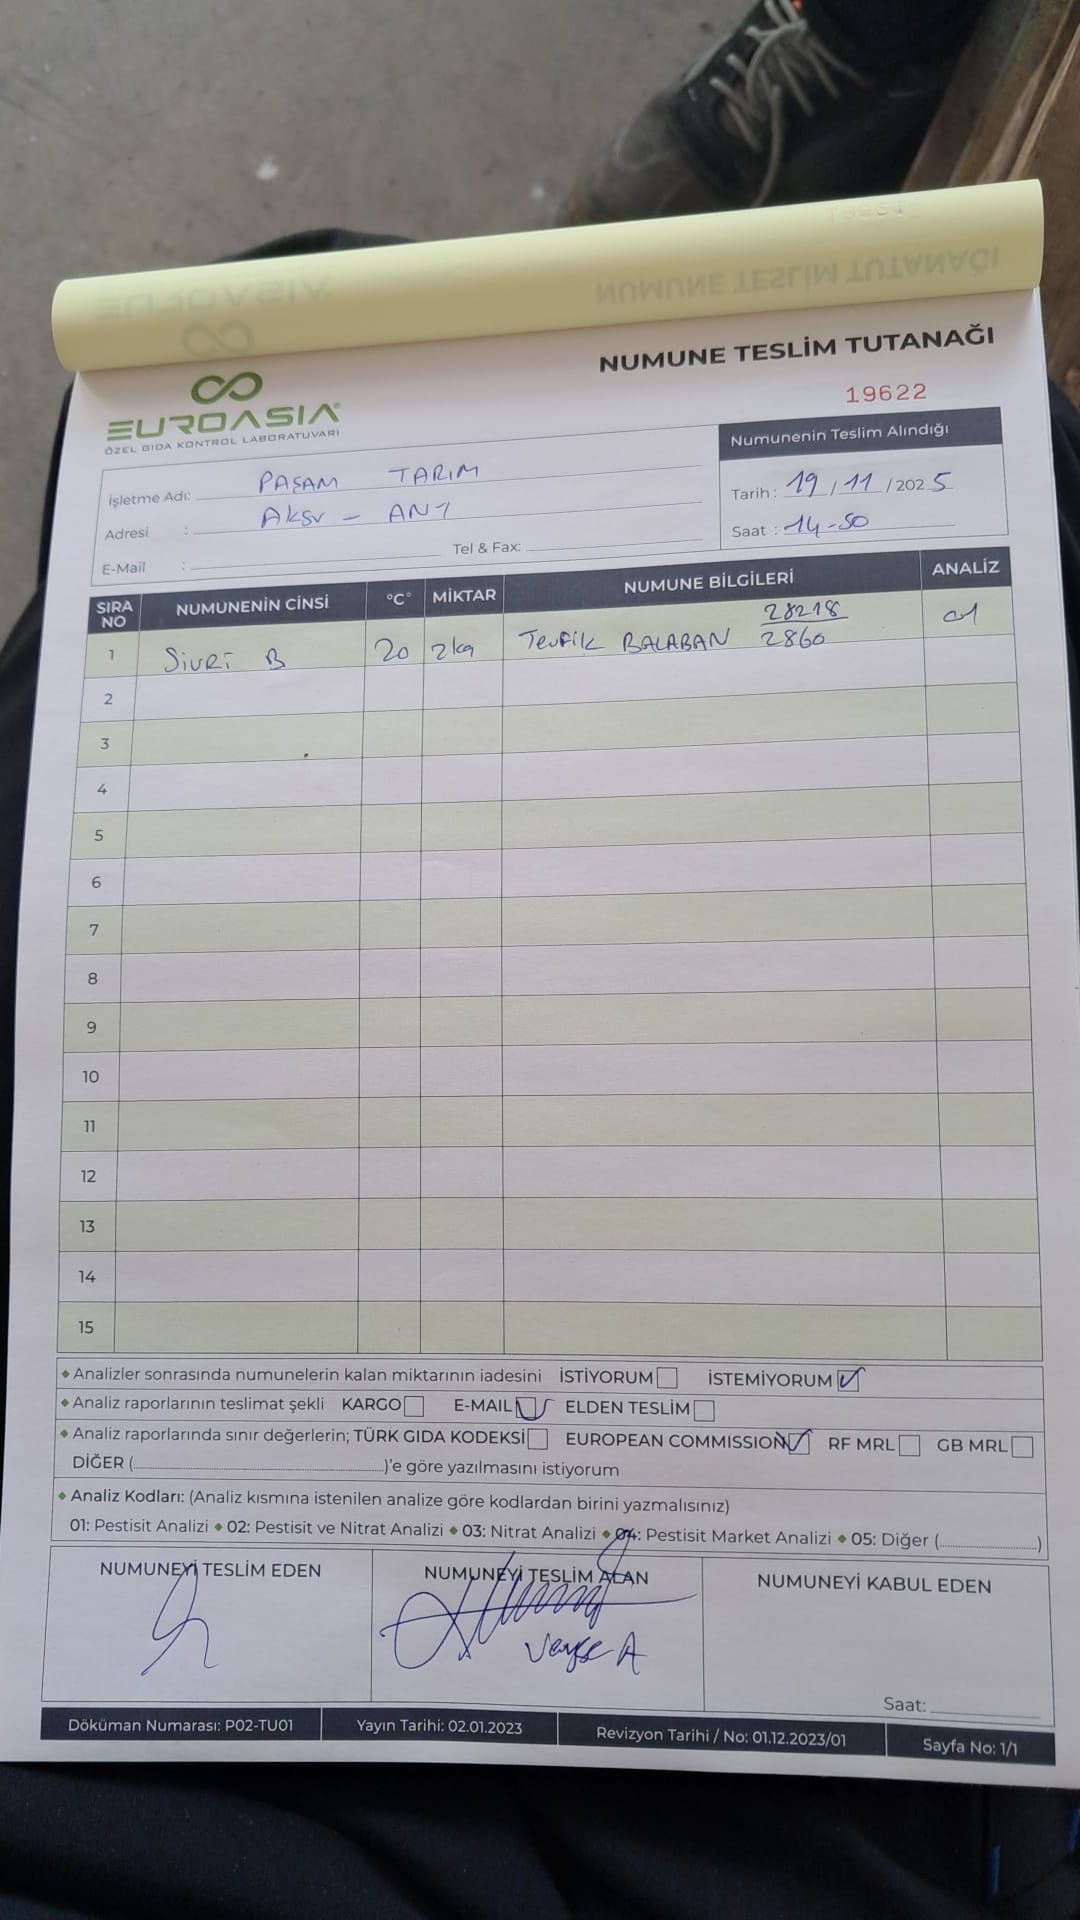 NUMUNE TESLİM TUTANAĞI
19622
EUROASIA®
ÖZEL GIDA KONTROL LABORATUVARI
İşletme Adı: PAŞAM TARIM
Adresi : AKSU - ANT
E-Mail : Tel & Fax:
Numunenin Teslim Alındığı
Tarih: 19/11/2025
Saat : 14-50
SIRA NO NUMUNENİN CİNSİ °C° MİKTAR NUMUNE BİLGİLERİ ANALİZ
1 SİVRİ B 20 2kg Tevfik BALABAN 28218 / 2860 01
2
3
4
5
6
7
8
9
10
11
12
13
14
15
Analizler sonrasında numunelerin kalan miktarının iadesini İSTİYORUM İSTEMİYORUM ✓
Analiz raporlarının teslimat şekli KARGO E-MAIL ✓ ELDEN TESLİM
Analiz raporlarında sınır değerlerin; TÜRK GIDA KODEKSİ EUROPEAN COMMISSION ✓ RF MRL GB MRL
DİĞER (........................)'e göre yazılmasını istiyorum
Analiz Kodları: (Analiz kısmına istenilen analize göre kodlardan birini yazmalısınız)
01: Pestisit Analizi ◆ 02: Pestisit ve Nitrat Analizi ◆ 03: Nitrat Analizi ◆ 04: Pestisit Market Analizi ◆ 05: Diğer (....................)
NUMUNEYİ TESLİM EDEN
NUMUNEYİ TESLİM ALAN
NUMUNEYİ KABUL EDEN
Saat:
Döküman Numarası: P02-TU01
Yayın Tarihi: 02.01.2023
Revizyon Tarihi / No: 01.12.2023/01
Sayfa No: 1/1